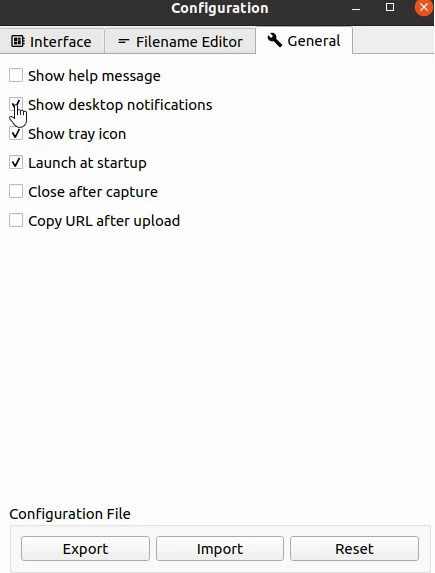 Configuration
Interface
Filename Editor
General
Show help message
Show desktop notifications
Show tray icon
Launch at startup
Close after capture
Copy URL after upload
Configuration File
Export
Import
Reset